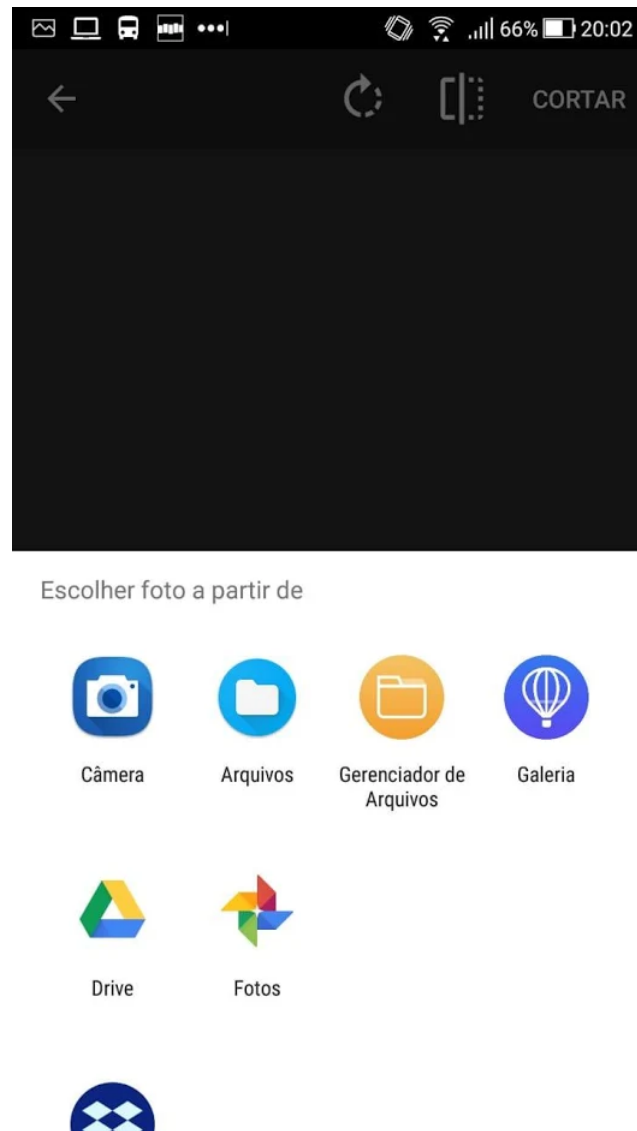 66% 20:02
CORTAR
Escolher foto a partir de
Câmera
Arquivos
Gerenciador de
Arquivos
Galeria
Drive
Fotos